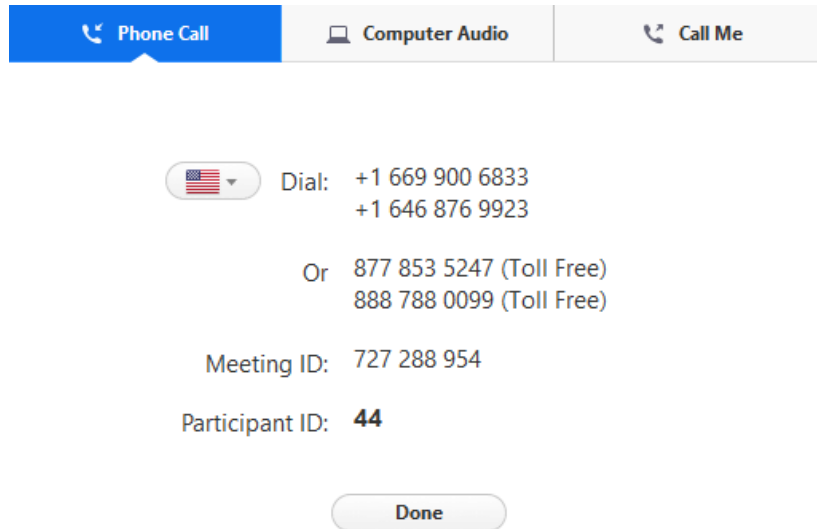 Phone Call Computer Audio Call Me
Dial: +1 669 900 6833
+1 646 876 9923
Or 877 853 5247 (Toll Free)
888 788 0099 (Toll Free)
Meeting ID: 727 288 954
Participant ID: 44
Done